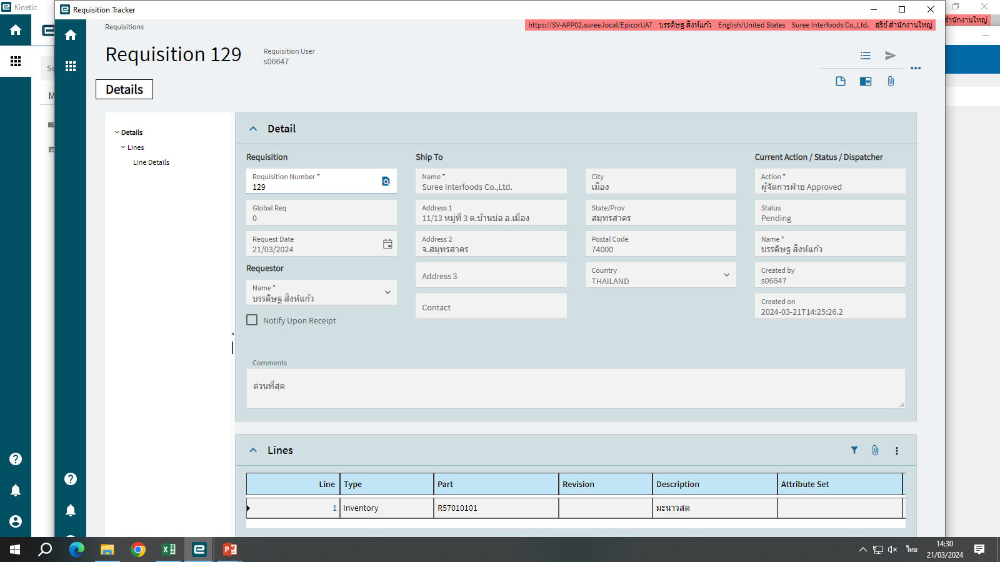 Kinetic
Requisition Tracker
Requisitions
https://SV-APP02.suree.local/EpicorUAT บรรดิษฐ สิงห์แก้ว English/United States Suree Interfoods Co.,Ltd. สุรีย์ สำนักงานใหญ่
สำนักงานใหญ่
Requisition 129
Requisition User
s06647
Details
Details
Lines
Line Details
Detail
Requisition
Requisition Number *
129
Global Req
0
Request Date
21/03/2024
Requestor
Name *
บรรดิษฐ สิงห์แก้ว
Notify Upon Receipt
Ship To
Name *
Suree Interfoods Co.,Ltd.
Address 1
11/13 หมู่ที่ 3 ต.บ้านบ่อ อ.เมือง
Address 2
จ.สมุทรสาคร
Address 3
Contact
City
เมือง
State/Prov
สมุทรสาคร
Postal Code
74000
Country
THAILAND
Current Action / Status / Dispatcher
Action *
ผู้จัดการฝ่าย Approved
Status
Pending
Name *
บรรดิษฐ สิงห์แก้ว
Created by
s06647
Created on
2024-03-21T14:25:26.2
Comments
ด่วนที่สุด
Lines
Line Type Part Revision Description Attribute Set
1 Inventory R57010101 มะนาวสด
ไทย
14:30
21/03/2024